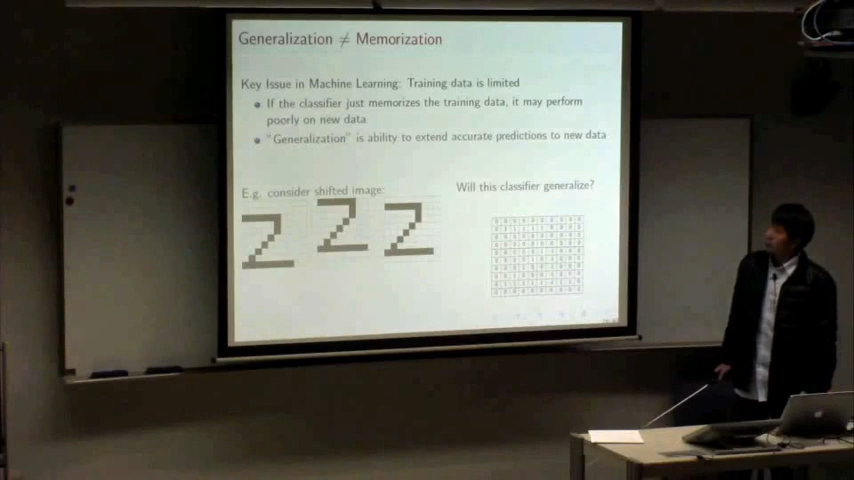 Generalization ≠ Memorization
Key Issue in Machine Learning: Training data is limited
If the classifier just memorizes the training data, it may perform
poorly on new data
"Generalization" is ability to extend accurate predictions to new data
E.g. consider shifted image:
Will this classifier generalize?